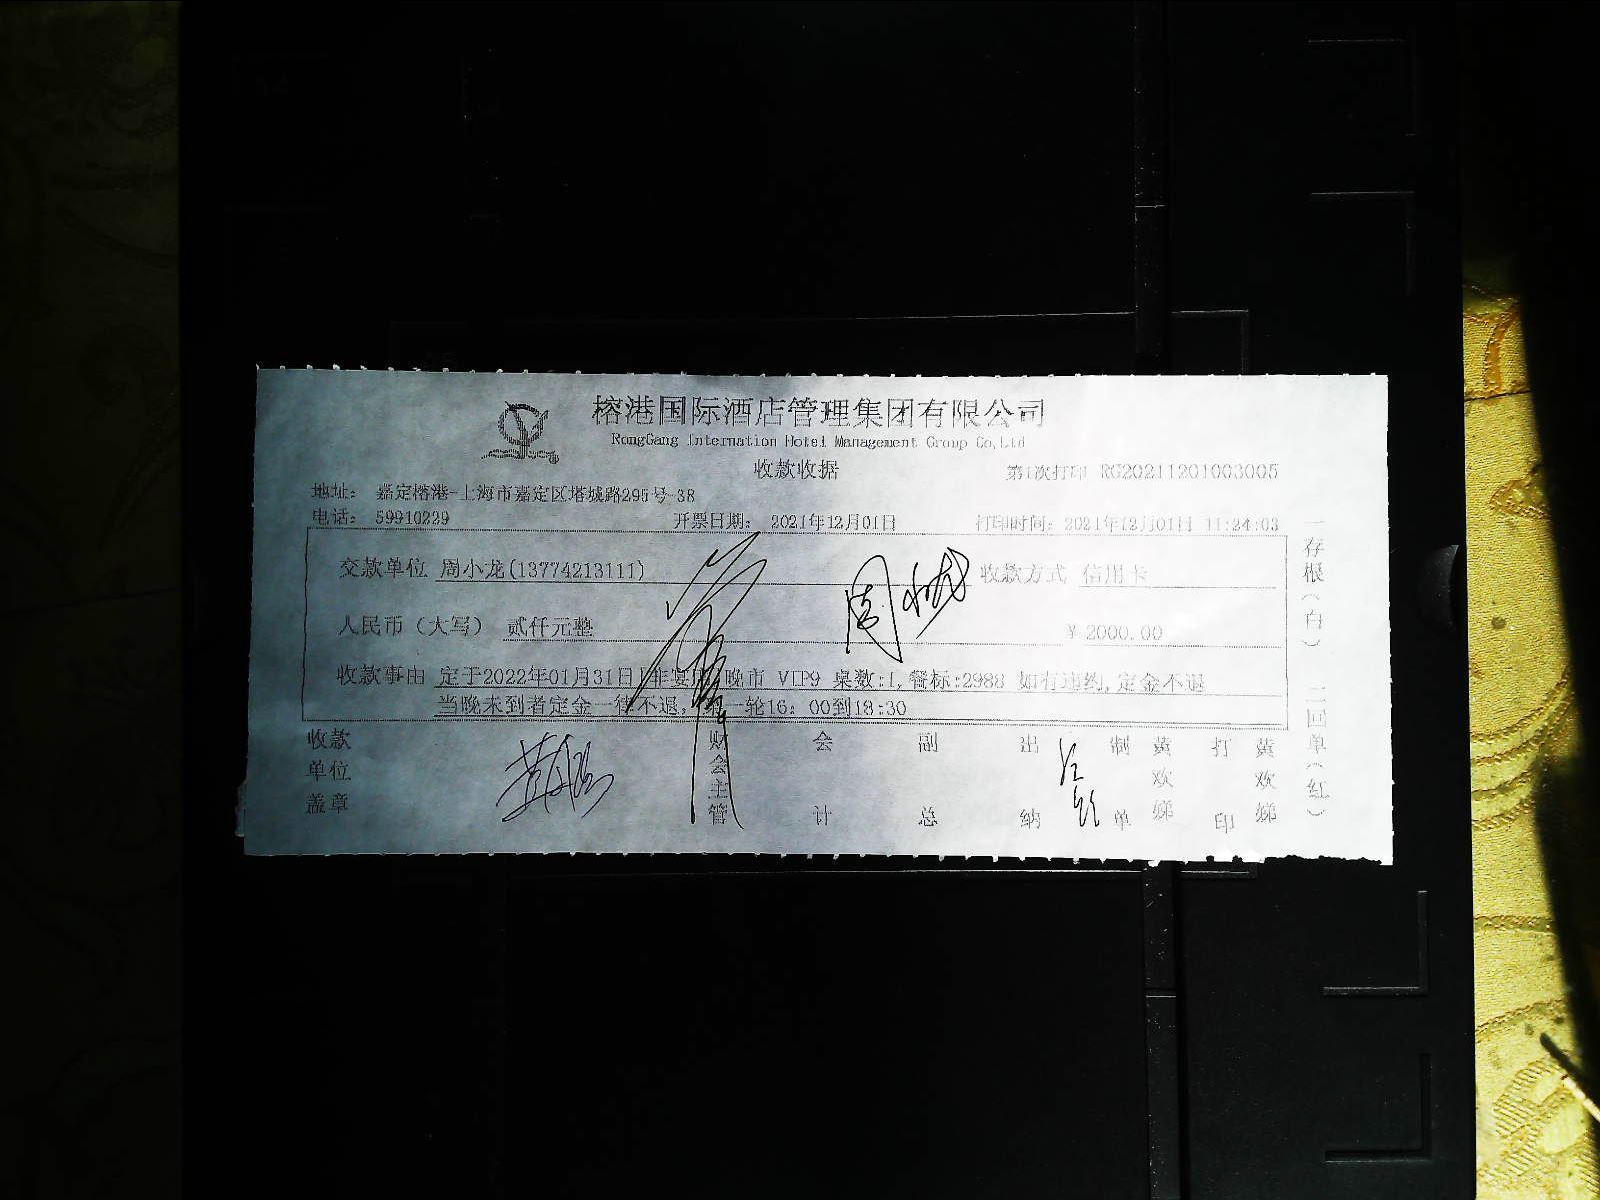 榕港国际酒店管理集团有限公司
RongGang Internation Hotel Management Group Co,Ltd
收款收据
第1次打印 RG20211201003005
地址： 嘉定榕港-上海市嘉定区塔城路295号-38
电话： 59910229 开票日期： 2021年12月01日 打印时间： 2021年12月01日 11:24:03
交款单位 周小龙(13774213111) 收款方式 信用卡
人民币（大写） 贰仟元整 ￥2000.00
收款事由 定于2022年01月31日 晚市 VIP9 桌数:1,餐标:2988 如有违约,定金不退
当晚未到者定金一律不退, 一轮16：00到18:30
收款单位盖章 财会主管 会计 副总 出纳 制单 黄欢娣 打印 黄欢娣
一存根（白） 二回单（红）